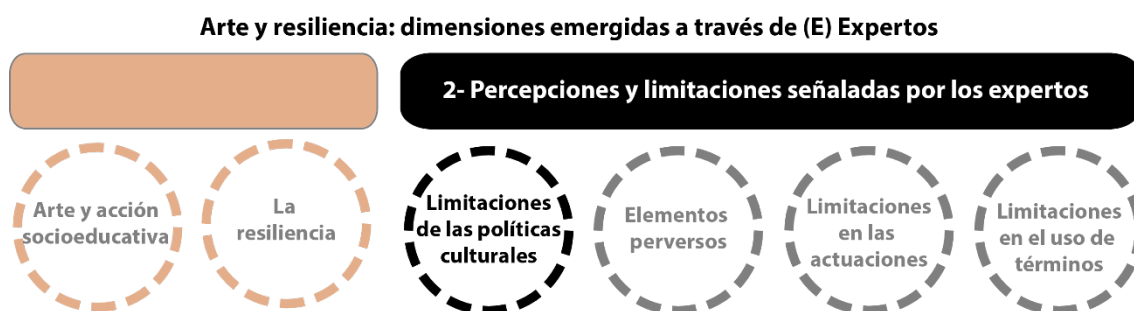 Arte y resiliencia: dimensiones emergidas a través de (E) Expertos
2- Percepciones y limitaciones señaladas por los expertos
Arte y acción
socioeducativa
La
resiliencia
Limitaciones
de las políticas
culturales
Elementos
perversos
Limitaciones
en las
actuaciones
Limitaciones
en el uso de
términos